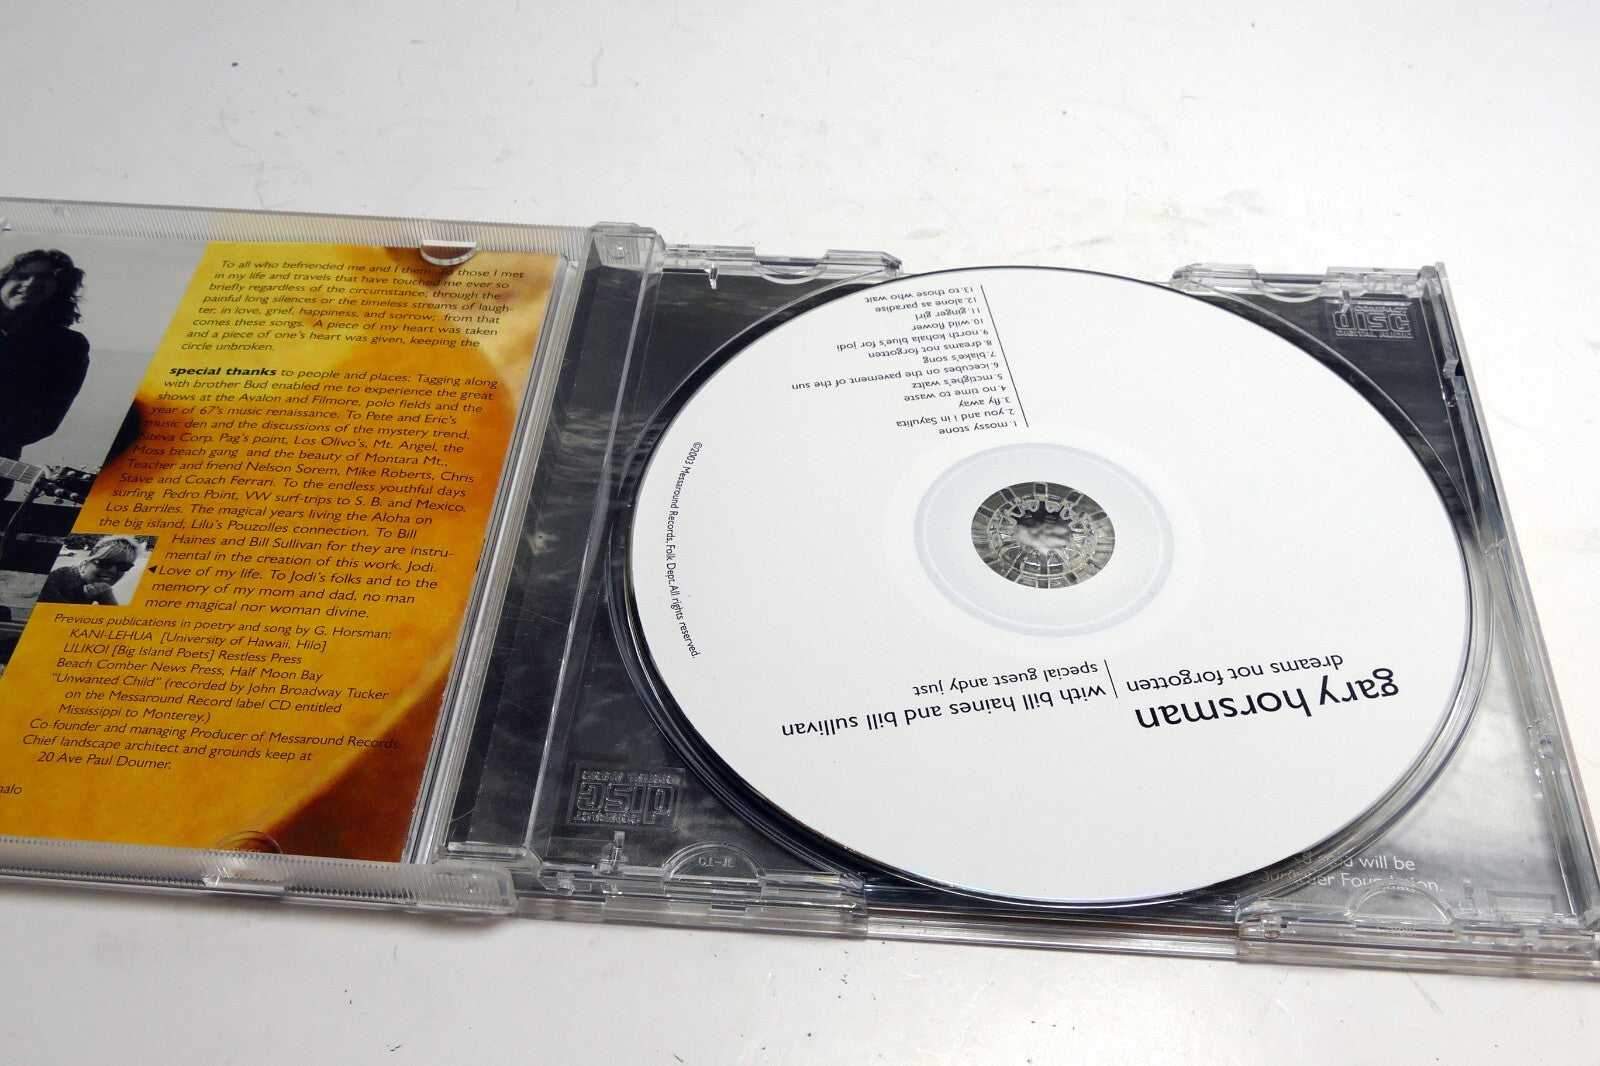 To all who befriended me and I them. To those I met
in my life and travels that have touched me ever so
briefly regardless of the circumstance; through the
painful long silences or the timeless streams of laugh-
ter; in love, grief, happiness, and sorrow; from that
comes these songs. A piece of my heart was taken
and a piece of one's heart was given, keeping the
circle unbroken.
special thanks to people and places: Tagging along
with brother Bud enabled me to experience the great
shows at the Avalon and Filmore, polo fields and the
year of 67's music renaissance. To Pete and Eric's
music den and the discussions of the mystery trend.
Siteva Corp. Pag's point, Los Olivo's, Mt. Angel, the
Moss beach gang and the beauty of Montara Mt.,
Teacher and friend Nelson Sorem, Mike Roberts, Chris
Stave and Coach Ferrari. To the endless youthful days
surfing Pedro Point, VW surf-trips to S. B. and Mexico,
Los Barriles. The magical years living the Aloha on
the big island; Lilu's Pouzolles connection. To Bill
Haines and Bill Sullivan for they are instru-
mental in the creation of this work. Jodi.
◀Love of my life. To Jodi's folks and to the
memory of my mom and dad, no man
more magical nor woman divine.
Previous publications in poetry and song by G. Horsman:
KANI-LEHUA [University of Hawaii, Hilo]
LILIKOI [Big Island Poets] Restless Press
Beach Comber News Press, Half Moon Bay
"Unwanted Child" (recorded by John Broadway Tucker
on the Messaround Record label CD entitled
Mississippi to Monterey.)
Co-founder and managing Producer of Messaround Records.
Chief landscape architect and grounds keep at
20 Ave Paul Doumer.
halo
gary horsman
dreams not forgotten
with bill haines and bill sullivan
special guest andy just
1. mossy stone
2. you and i in Sayulita
3. fly away
4. no time to waste
5. mctighe's waltz
6. icecubes on the pavement of the sun
7. blake's song
8. dreams not forgotten
9. north kohala blue's for jodi
10. wild flower
11. ginger girl
12. alone as paradise
13. to those who wait
©2003 Messaround Records, Folk Dept. All rights reserved.
COMPACT
disc
DIGITAL AUDIO
COMPACT
disc
DIGITAL AUDIO
will be
Foundation.